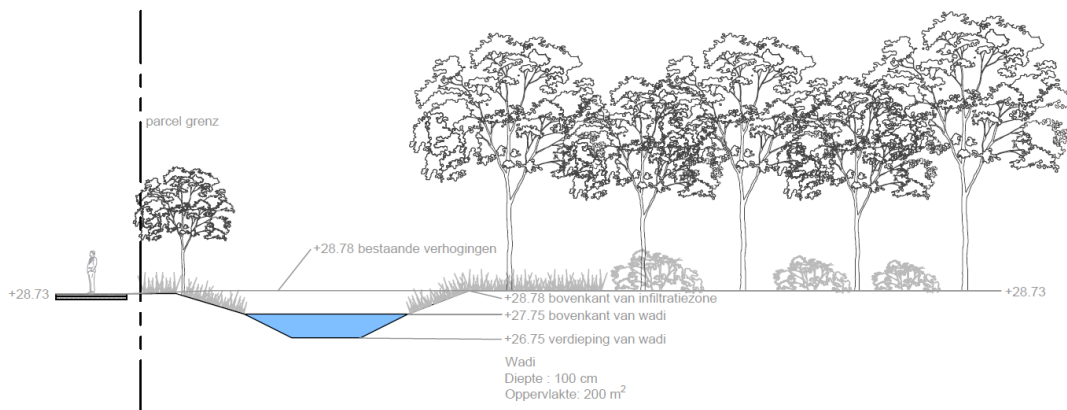 parcel grenz
+28.78 bestaande verhogingen
+28.73
+28.73
+28.78 bovenkant van infiltratiezone
+27.75 bovenkant van wadi
+26.75 verdieping van wadi
Wadi
Diepte : 100 cm
Oppervlakte: 200 m²